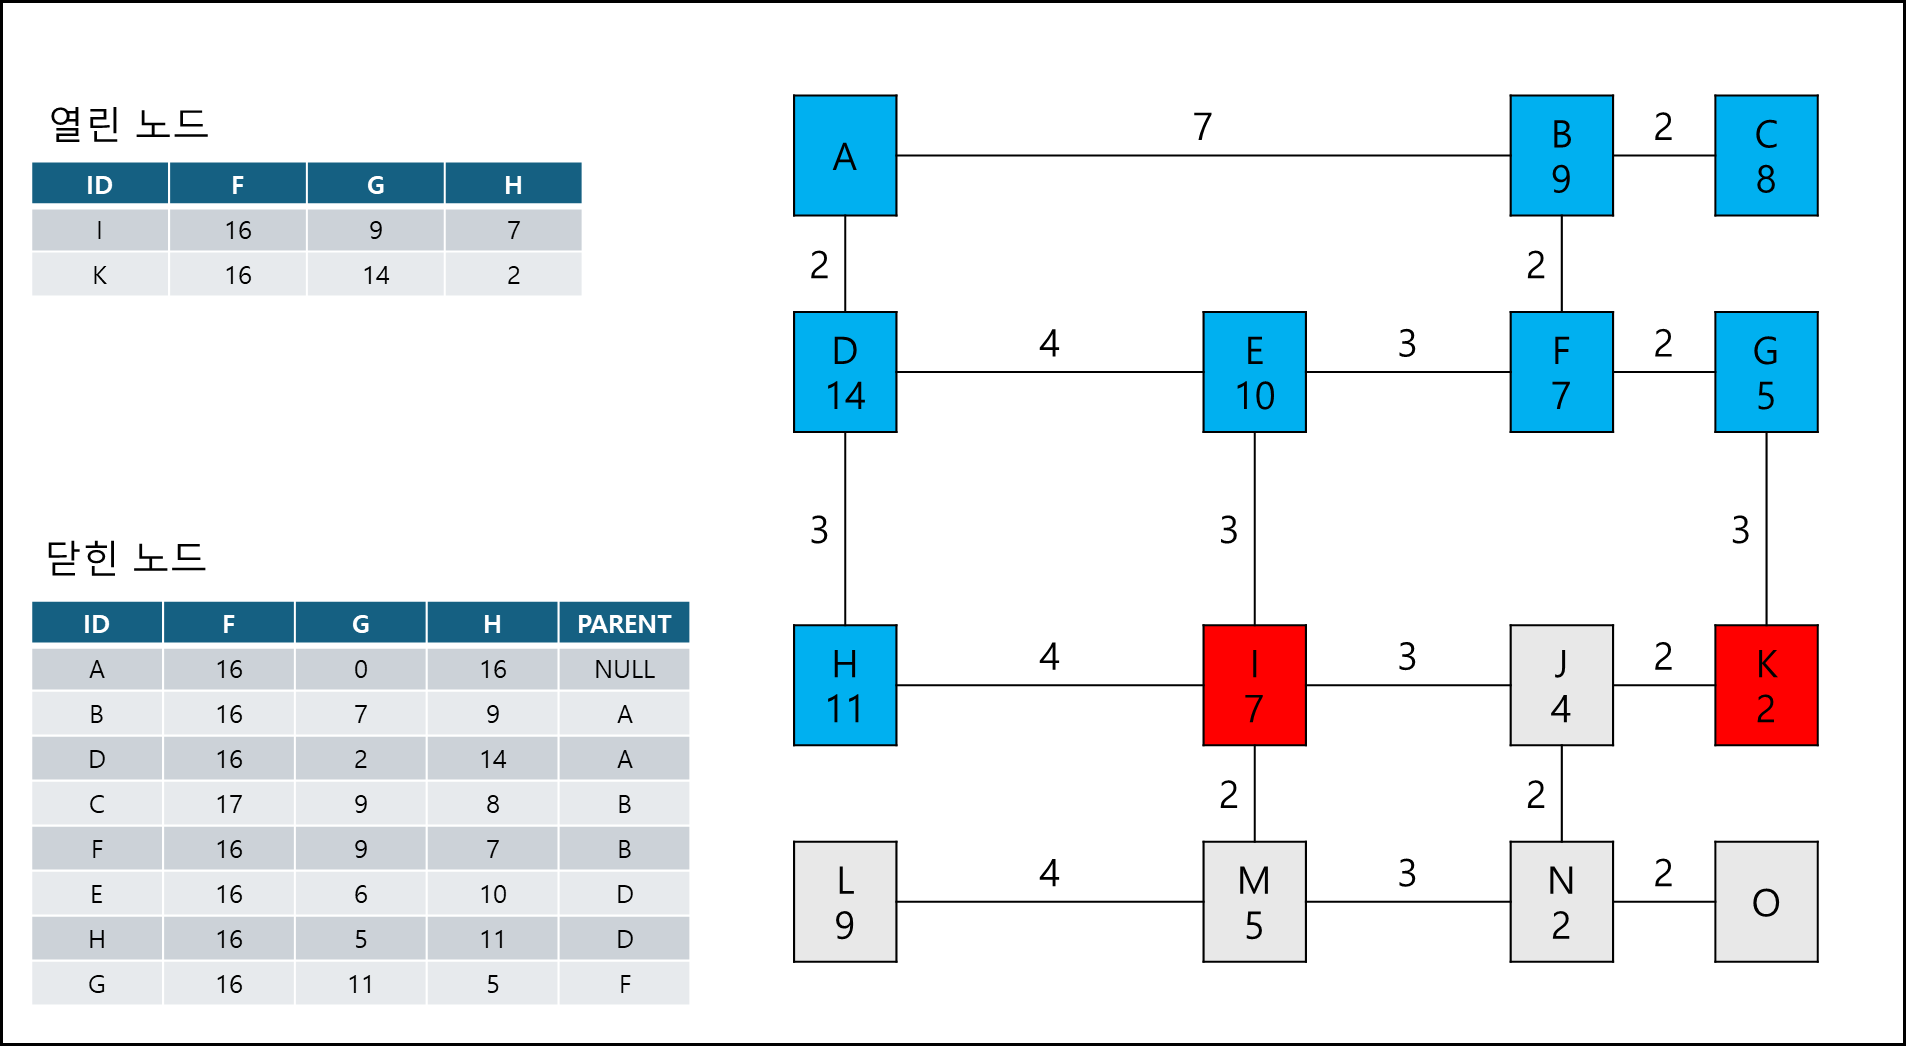 열린 노드
ID F G H
I 16 9 7
K 16 14 2
닫힌 노드
ID F G H PARENT
A 16 0 16 NULL
B 16 7 9 A
D 16 2 14 A
C 17 9 8 B
F 16 9 7 B
E 16 6 10 D
H 16 5 11 D
G 16 11 5 F
A
7
B
9
2
C
8
2
2
D
14
4
E
10
3
F
7
2
G
5
3
3
3
H
11
4
I
7
3
J
4
2
K
2
2
2
L
9
4
M
5
3
N
2
2
O